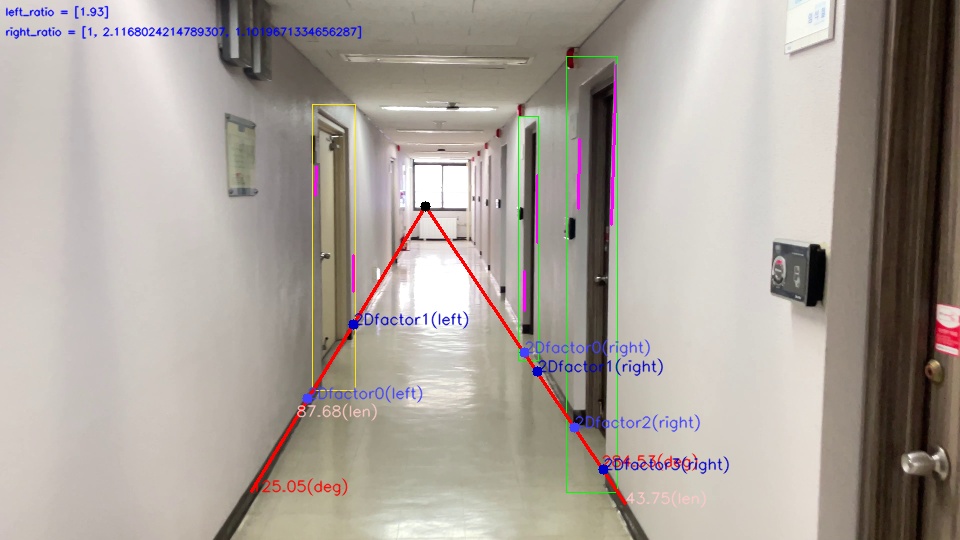 left_ratio = [1.93]
right_ratio = [1, 2.1168024214789307, 1.1019671334656287]
2Dfactor1(left)
2Dfactor0(right)
2Dfactor1(right)
2Dfactor0(left)
87.68(len)
2Dfactor2(right)
2Dfactor3(right)
25.05(deg)
43.75(len)